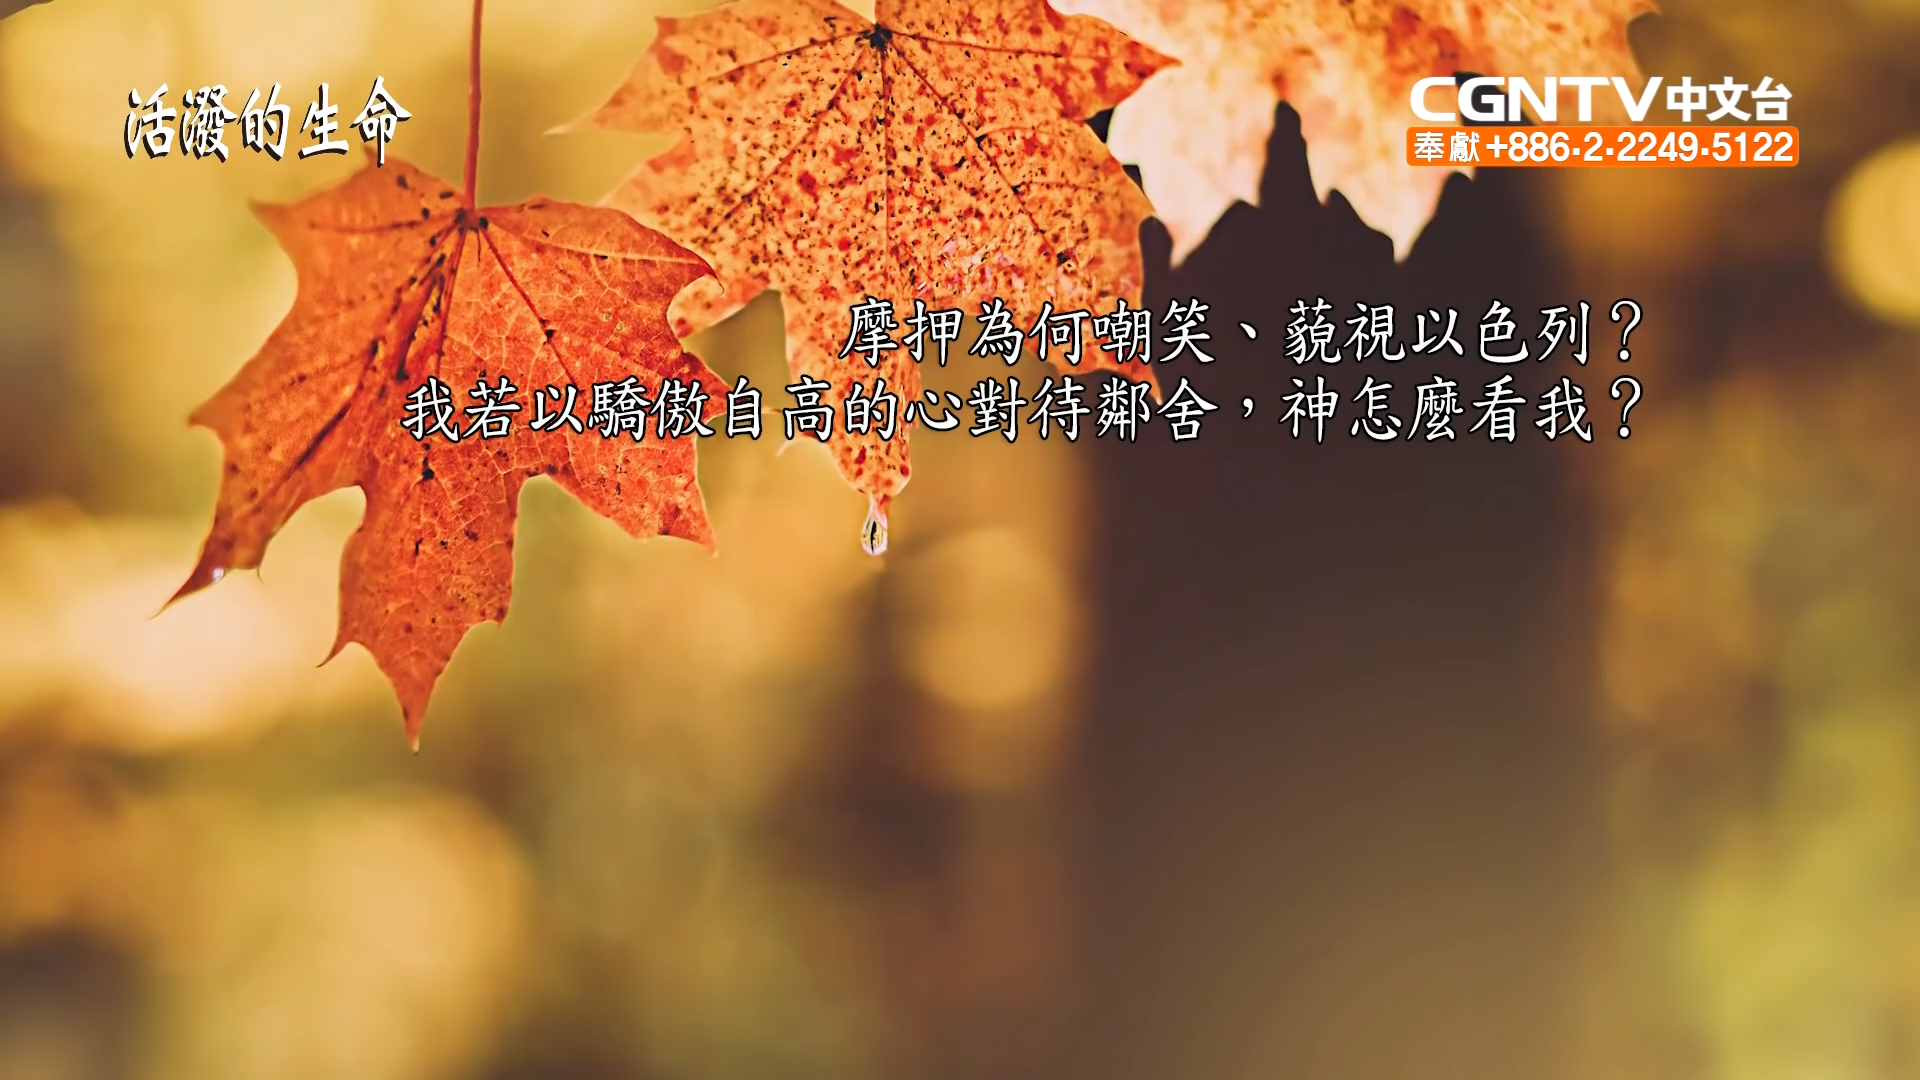 活潑的生命
CGNTV中文台
奉獻+886-2-2249-5122
摩押為何嘲笑、藐視以色列？
我若以驕傲自高的心對待鄰舍，神怎麼看我？